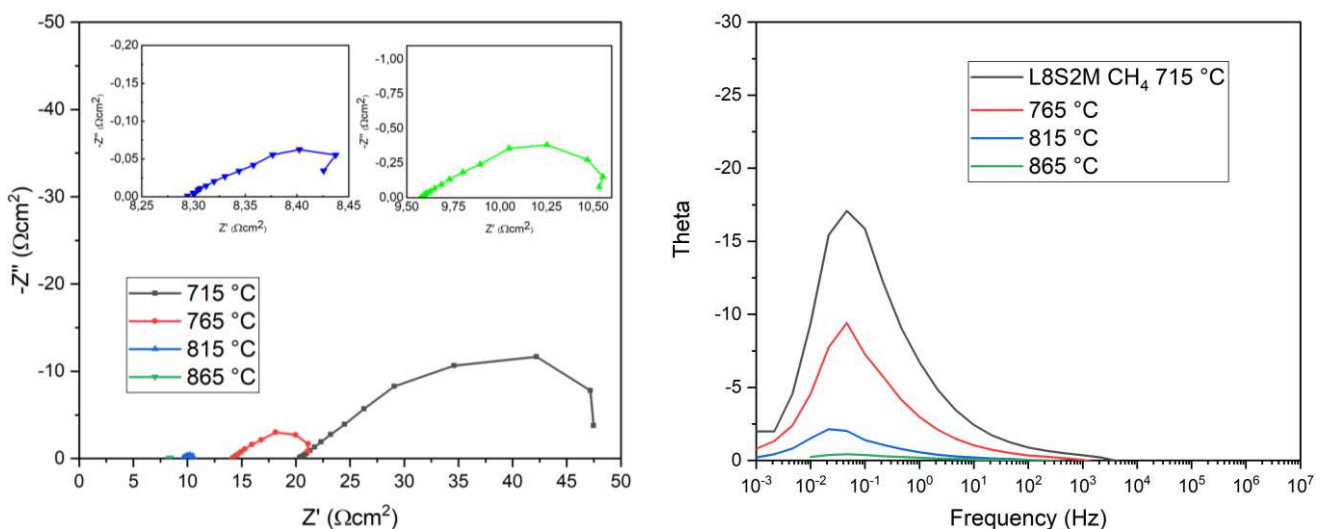 -50
-40
-30
-20
-10
0
-Z'' (Ωcm²)
0 5 10 15 20 25 30 35 40 45 50
Z' (Ωcm²)
715 °C
765 °C
815 °C
865 °C
-0,20
-0,15
-0,10
-0,05
0,00
-Z'' (Ωcm²)
8,25 8,30 8,35 8,40 8,45
Z' (Ωcm²)
-1,00
-0,75
-0,50
-0,25
0,00
-Z'' (Ωcm²)
9,50 9,75 10,00 10,25 10,50
Z' (Ωcm²)
-30
-25
-20
-15
-10
-5
0
Theta
10⁻³ 10⁻² 10⁻¹ 10⁰ 10¹ 10² 10³ 10⁴ 10⁵ 10⁶ 10⁷
Frequency (Hz)
L8S2M CH₄ 715 °C
765 °C
815 °C
865 °C